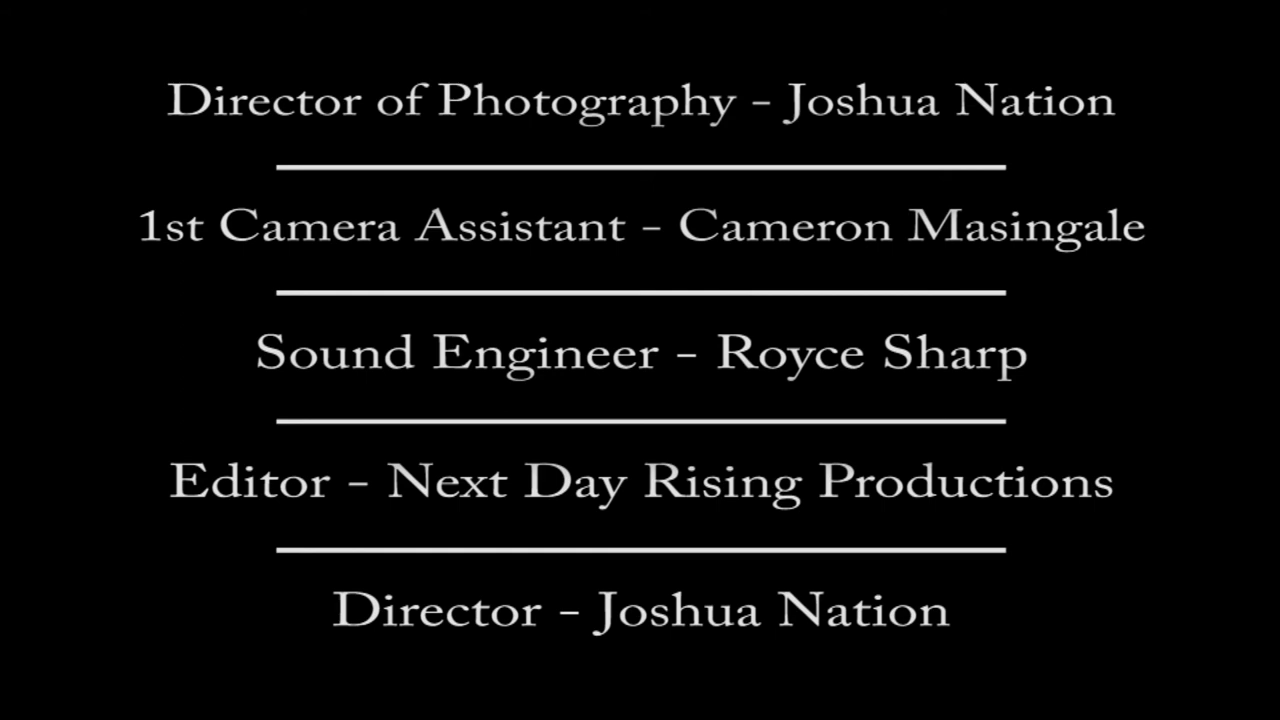 Director of Photography - Joshua Nation
1st Camera Assistant - Cameron Masingale
Sound Engineer - Royce Sharp
Editor - Next Day Rising Productions
Director - Joshua Nation